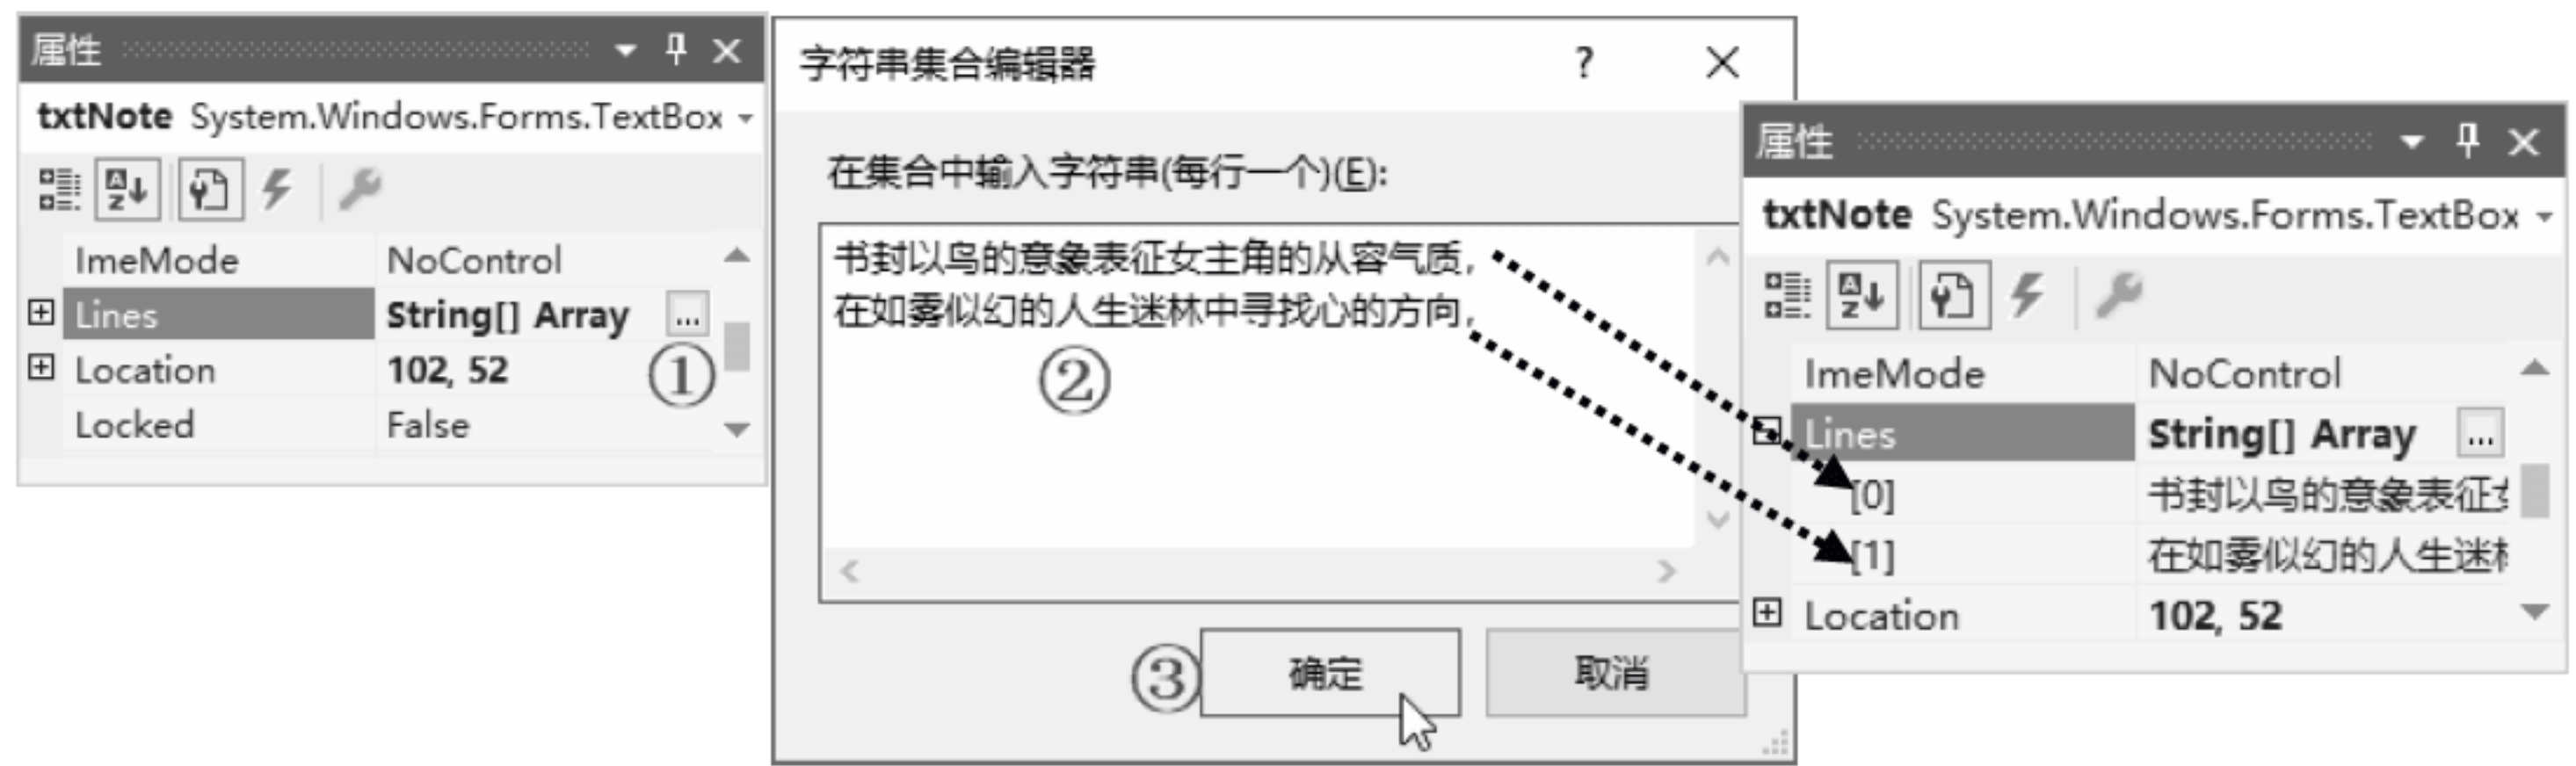 属性
txtNote System.Windows.Forms.TextBox
ImeMode NoControl
Lines String[] Array ...
Location 102, 52
Locked False
①
字符串集合编辑器 ?
在集合中输入字符串(每行一个)(E):
书封以鸟的意象表征女主角的从容气质,
在如雾似幻的人生迷林中寻找心的方向,
②
③ 确定 取消
属性
txtNote System.Windows.Forms.TextBox
ImeMode NoControl
Lines String[] Array ...
[0] 书封以鸟的意象表征
[1] 在如雾似幻的人生迷
Location 102, 52